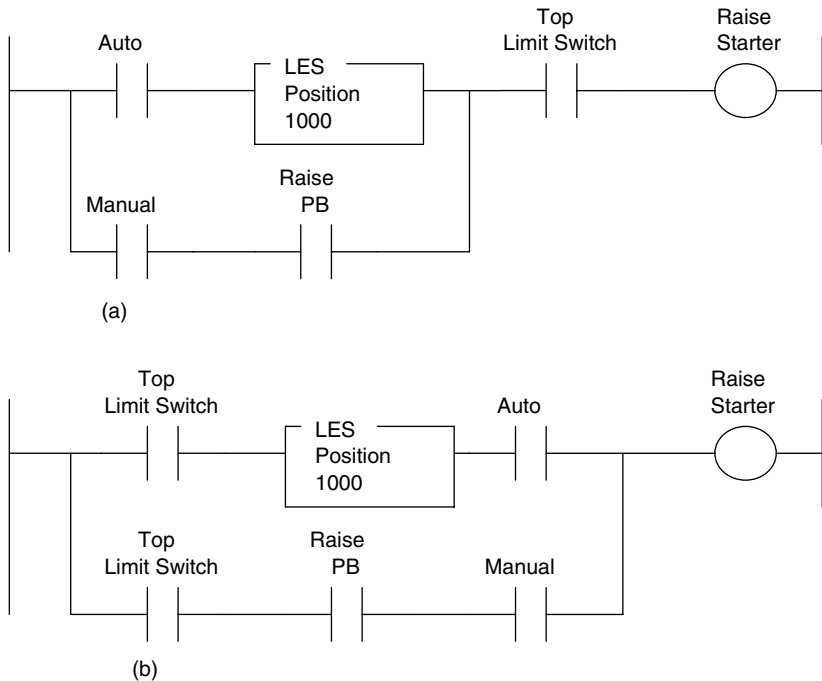 Top
Limit Switch
Raise
Starter
Auto
LES
Position
1000
Manual
Raise
PB
(a)
Top
Limit Switch
LES
Position
1000
Auto
Raise
Starter
Top
Limit Switch
Raise
PB
Manual
(b)